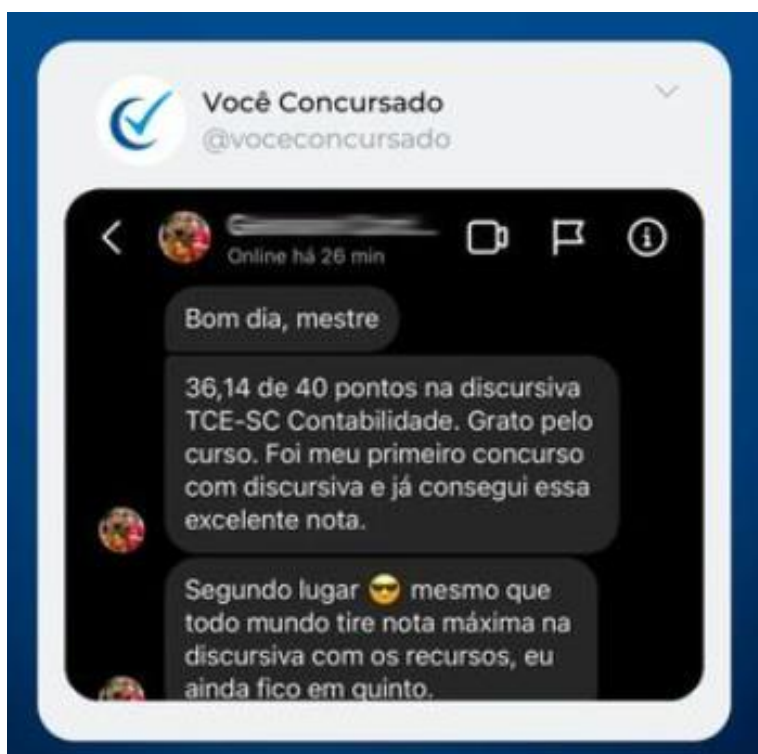 Você Concursado
@voceconcursado
Online há 26 min
Bom dia, mestre
36,14 de 40 pontos na discursiva
TCE-SC Contabilidade. Grato pelo
curso. Foi meu primeiro concurso
com discursiva e já consegui essa
excelente nota.
Segundo lugar 😎 mesmo que
todo mundo tire nota máxima na
discursiva com os recursos, eu
ainda fico em quinto.